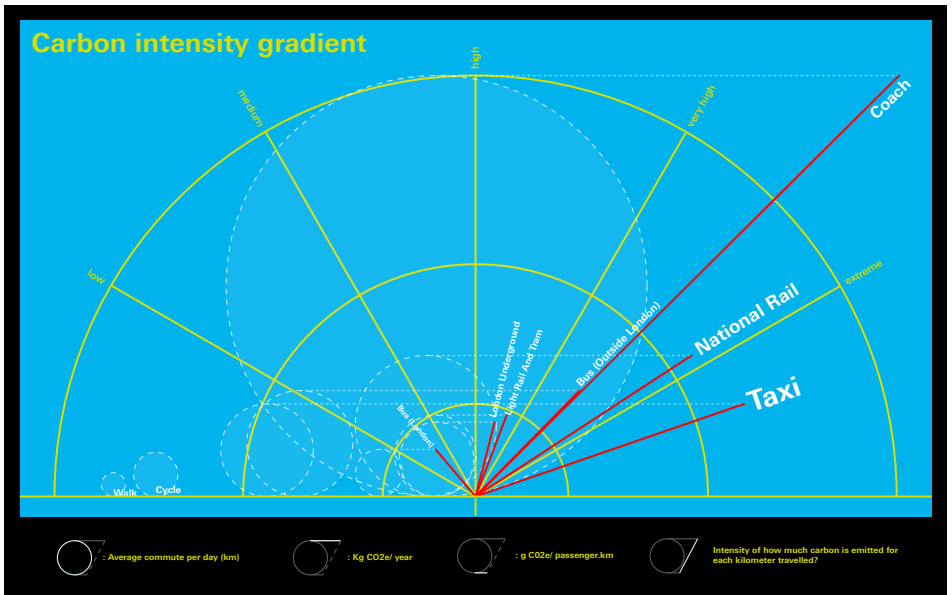 Carbon intensity gradient
high
medium
very high
Coach
low
extreme
National Rail
Bus (Outside London)
London Underground
Light Rail And Tram
Taxi
Bus (London)
Walk
Cycle
: Average commute per day (km)
: Kg CO2e/ year
: g C02e/ passenger.km
Intensity of how much carbon is emitted for
each kilometer travelled?